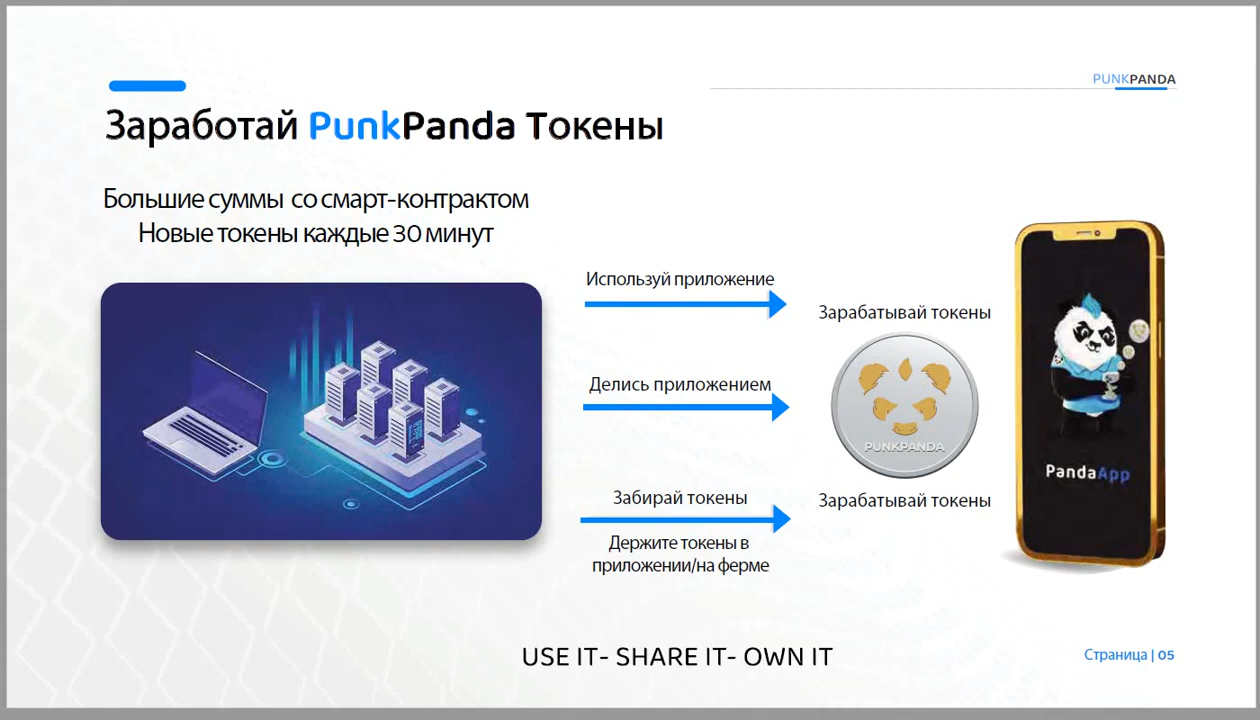 PUNKPANDA
Заработай PunkPanda Токены
Большие суммы со смарт-контрактом
Новые токены каждые 30 минут
Используй приложение
Делись приложением
Забирай токены
Держите токены в
приложении/на ферме
Зарабатывай токены
PUNKPANDA
Зарабатывай токены
PandaApp
USE IT- SHARE IT- OWN IT
Страница | 05